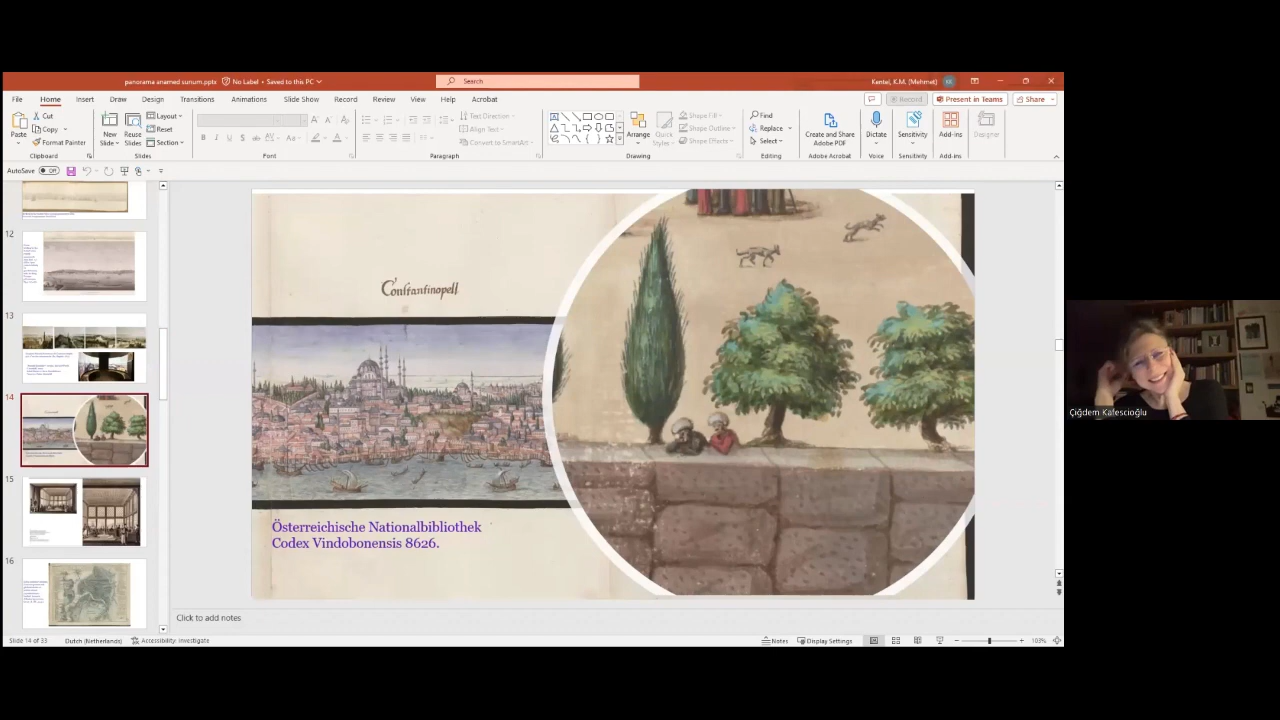 panorama anamed sunum.pptx No Label • Saved to this PC
Search
Kentel, K.M. (Mehmet)
File Home Insert Draw Design Transitions Animations Slide Show Record Review View Help Acrobat
Record Present in Teams Share
Paste
Cut
Copy
Format Painter
Clipboard
New Slide
Reuse Slides
Layout
Reset
Section
Slides
Font
Text Direction
Align Text
Convert to SmartArt
Paragraph
Arrange
Quick Styles
Shape Fill
Shape Outline
Shape Effects
Drawing
Find
Replace
Select
Editing
Create and Share Adobe PDF
Adobe Acrobat
Dictate
Voice
Sensitivity
Sensitivity
Add-ins
Add-ins
Designer
AutoSave Off
12
13
14
15
16
Constantinopell
Österreichische Nationalbibliothek
Codex Vindobonensis 8626.
Çiğdem Kafescioğlu
Click to add notes
Slide 14 of 33 Dutch (Netherlands) Accessibility: Investigate
Notes Display Settings 103%